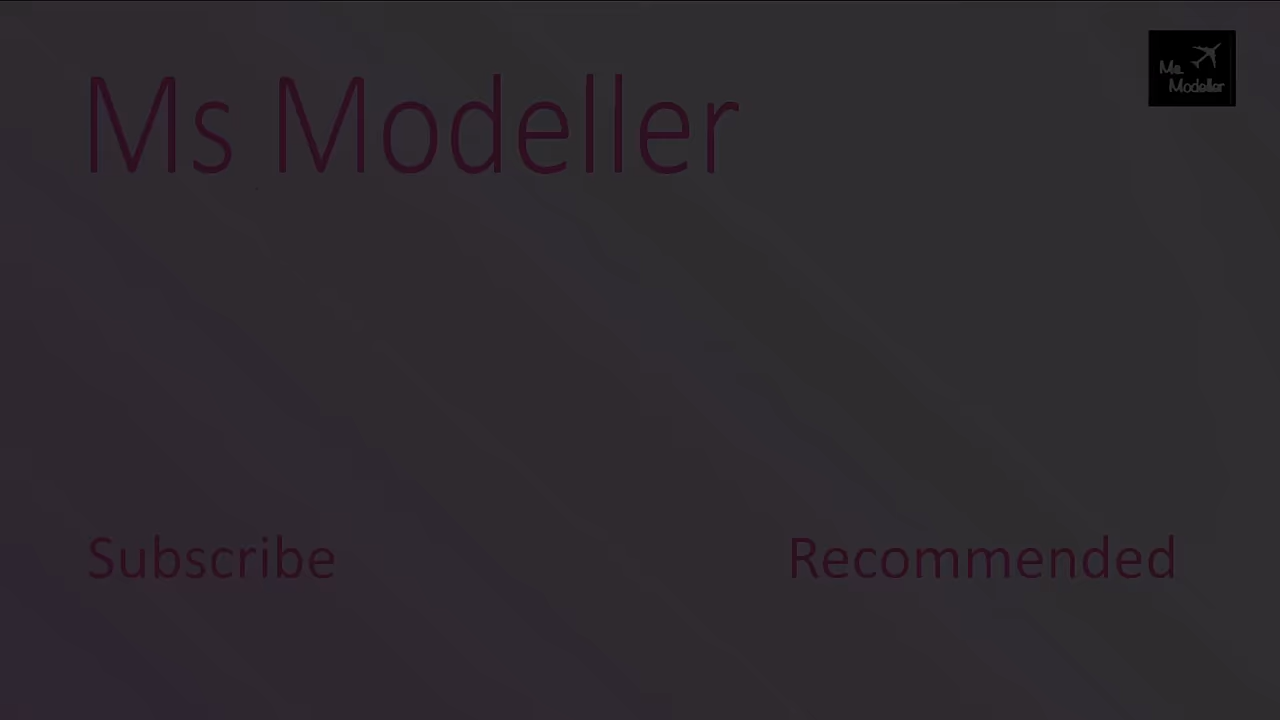 Ms Modeller
Ms.
Modeller
Subscribe
Recommended